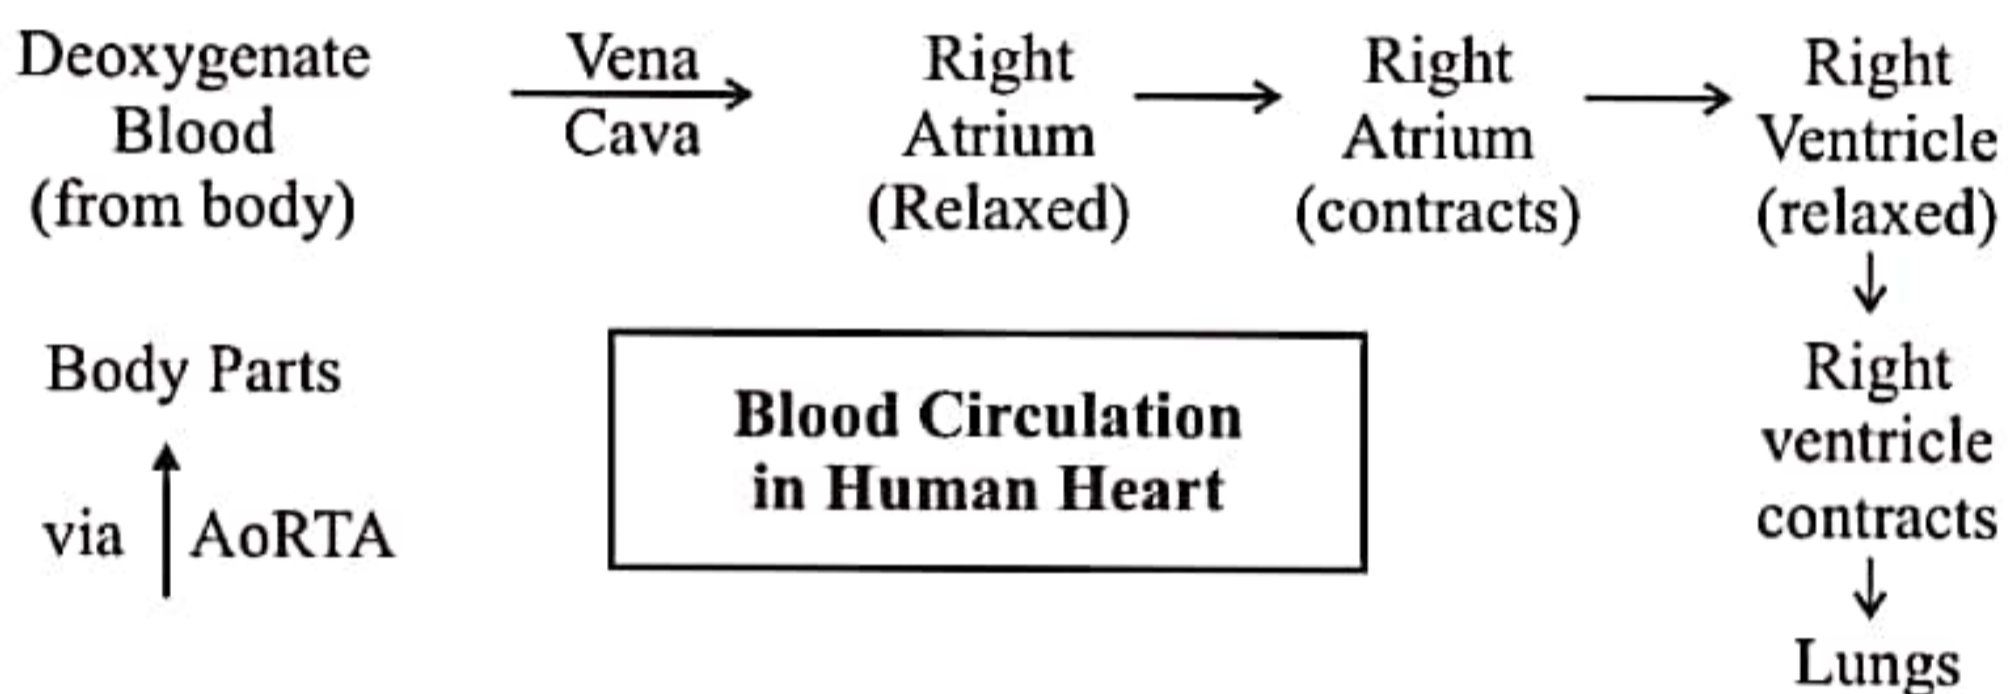 Deoxygenate
Blood
(from body)
Vena
Cava
Right
Atrium
(Relaxed)
Right
Atrium
(contracts)
Right
Ventricle
(relaxed)
Right
ventricle
contracts
Lungs
Body Parts
via AoRTA
Blood Circulation
in Human Heart